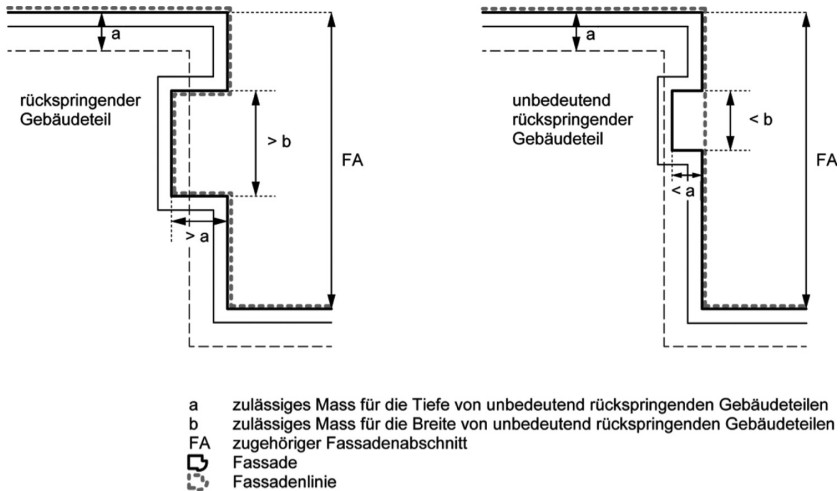 a
rückspringender
Gebäudeteil
> b
FA
> a
a
unbedeutend
rückspringender
Gebäudeteil
< b
FA
< a
a zulässiges Mass für die Tiefe von unbedeutend rückspringenden Gebäudeteilen
b zulässiges Mass für die Breite von unbedeutend rückspringenden Gebäudeteilen
FA zugehöriger Fassadenabschnitt
Fassade
Fassadenlinie